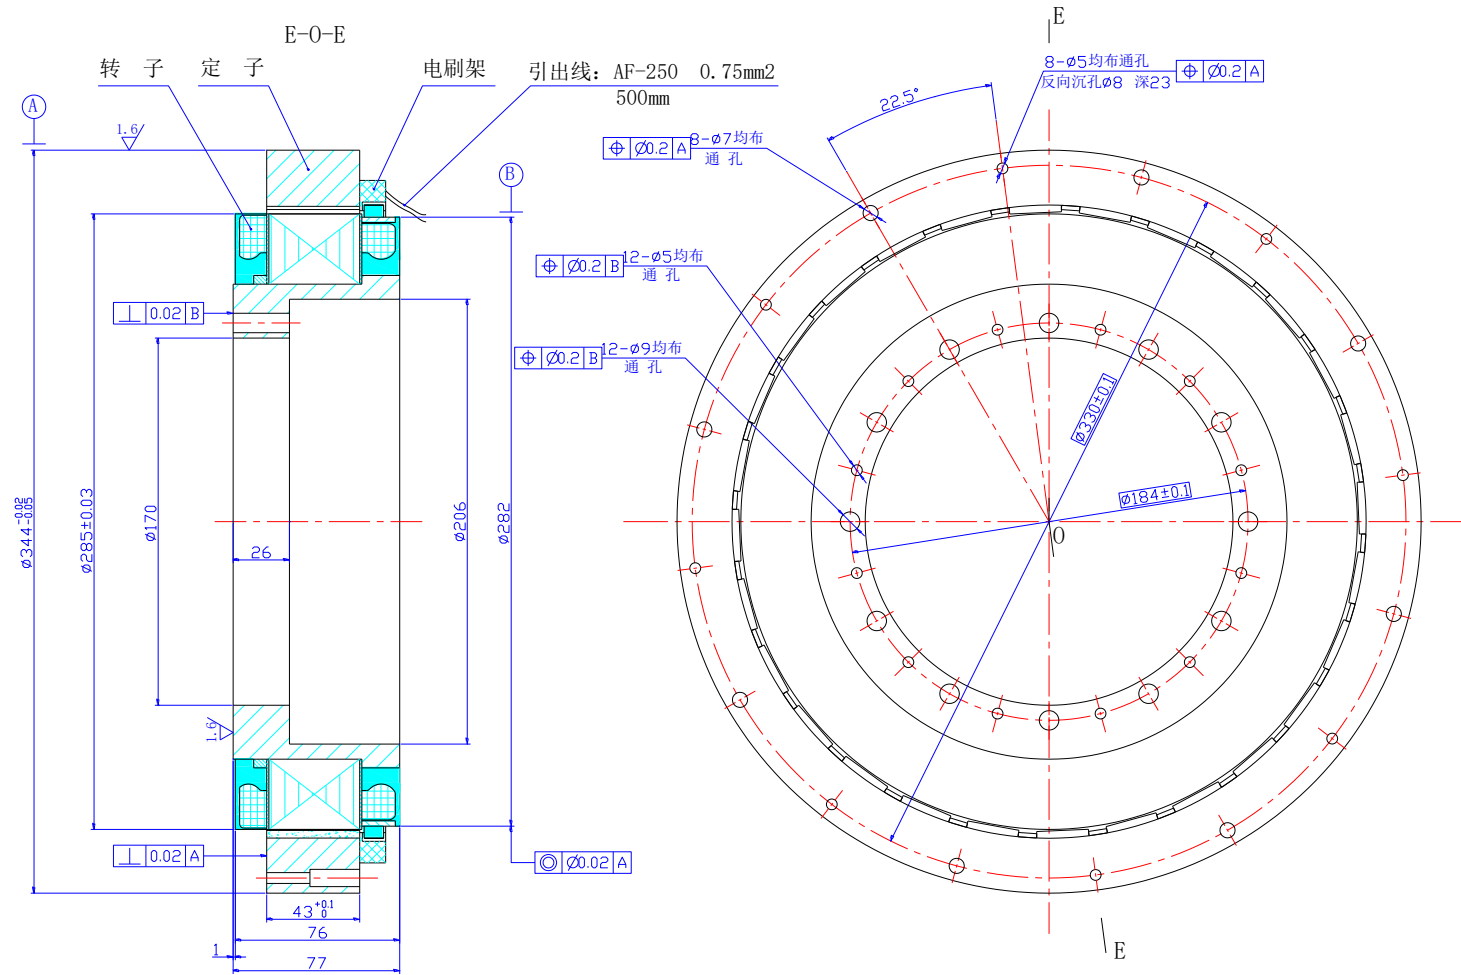 E-O-E
转 子
定 子
电刷架
引出线: AF-250 0.75mm2
500mm
A
1.6
B
⊥ 0.02 B
ø344-0.02 -0.05
ø285±0.03
ø170
26
ø206
ø282
1.6
⊥ 0.02 A
◎ Ø0.02 A
43+0.1 0
76
1
77
E
8-ø5均布通孔
反向沉孔ø8 深23
⌖ Ø0.2 A
22.5°
8-ø7均布
通 孔
⌖ Ø0.2 A
12-ø5均布
通 孔
⌖ Ø0.2 B
12-ø9均布
通 孔
⌖ Ø0.2 B
ø330±0.1
ø184±0.1
O
E